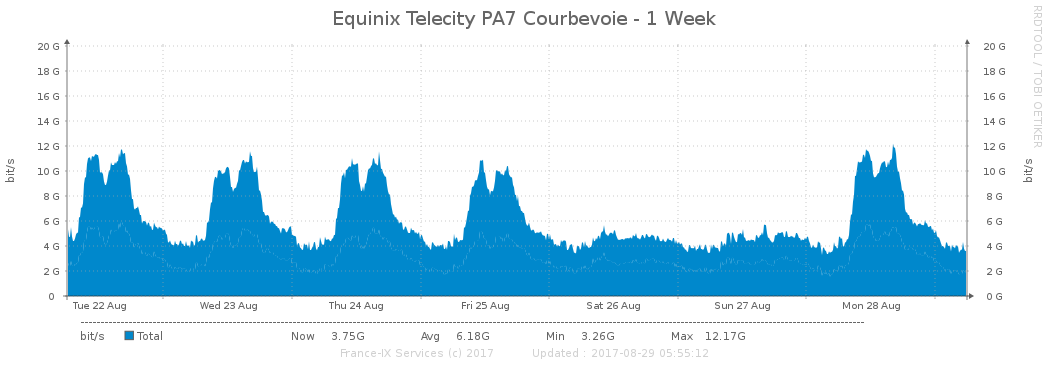 Equinix Telecity PA7 Courbevoie - 1 Week
RRDTOOL / TOBI OETIKER
bit/s
20 G
18 G
16 G
14 G
12 G
10 G
8 G
6 G
4 G
2 G
0
20 G
18 G
16 G
14 G
12 G
10 G
8 G
6 G
4 G
2 G
0 G
bit/s
Tue 22 Aug Wed 23 Aug Thu 24 Aug Fri 25 Aug Sat 26 Aug Sun 27 Aug Mon 28 Aug
bit/s Total Now 3.75G Avg 6.18G Min 3.26G Max 12.17G
France-IX Services (c) 2017 Updated : 2017-08-29 05:55:12